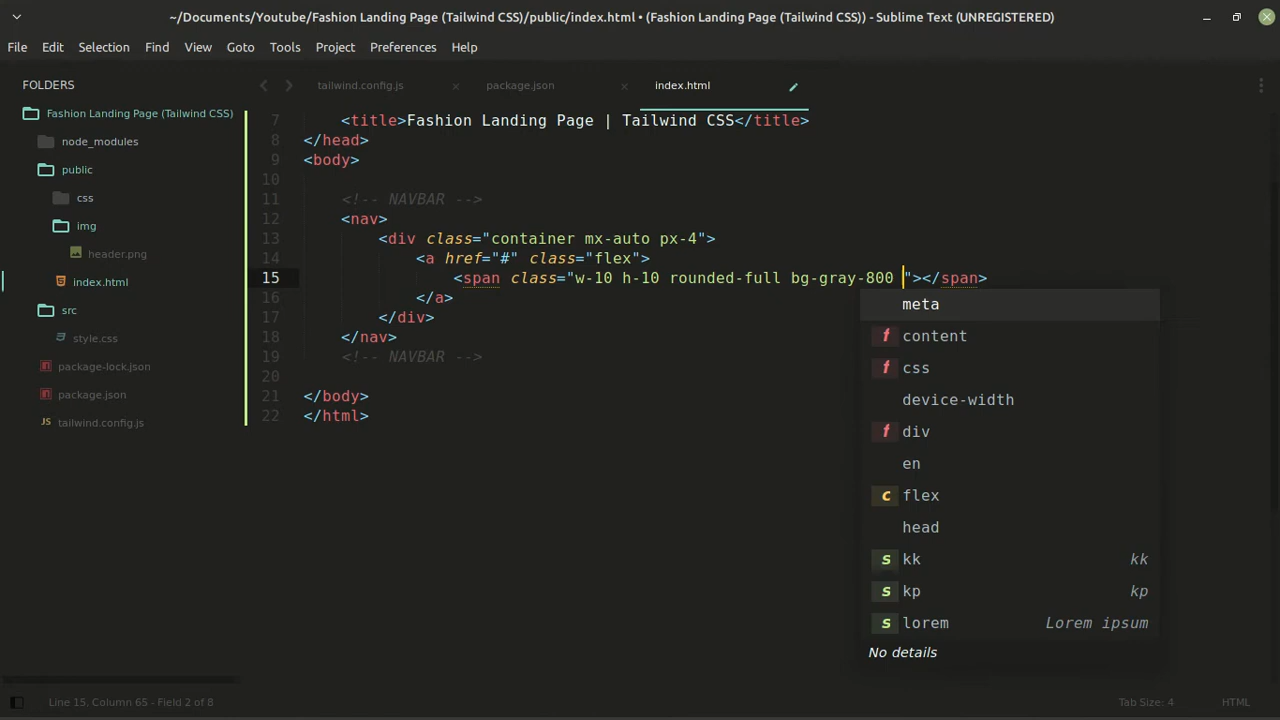 ~/Documents/Youtube/Fashion Landing Page (Tailwind CSS)/public/index.html • (Fashion Landing Page (Tailwind CSS)) - Sublime Text (UNREGISTERED)
File Edit Selection Find View Goto Tools Project Preferences Help
FOLDERS
Fashion Landing Page (Tailwind CSS)
node_modules
public
css
img
header.png
index.html
src
style.css
package-lock.json
package.json
JS tailwind.config.js
tailwind.config.js × package.json × index.html
7 <title>Fashion Landing Page | Tailwind CSS</title>
8 </head>
9 <body>
10
11 <!-- NAVBAR -->
12 <nav>
13 <div class="container mx-auto px-4">
14 <a href="#" class="flex">
15 <span class="w-10 h-10 rounded-full bg-gray-800 "></span>
16 </a>
17 </div>
18 </nav>
19 <!-- NAVBAR -->
20
21 </body>
22 </html>
meta
f content
f css
device-width
f div
en
c flex
head
s kk kk
s kp kp
s lorem Lorem ipsum
No details
Line 15, Column 65 - Field 2 of 8
Tab Size: 4
HTML